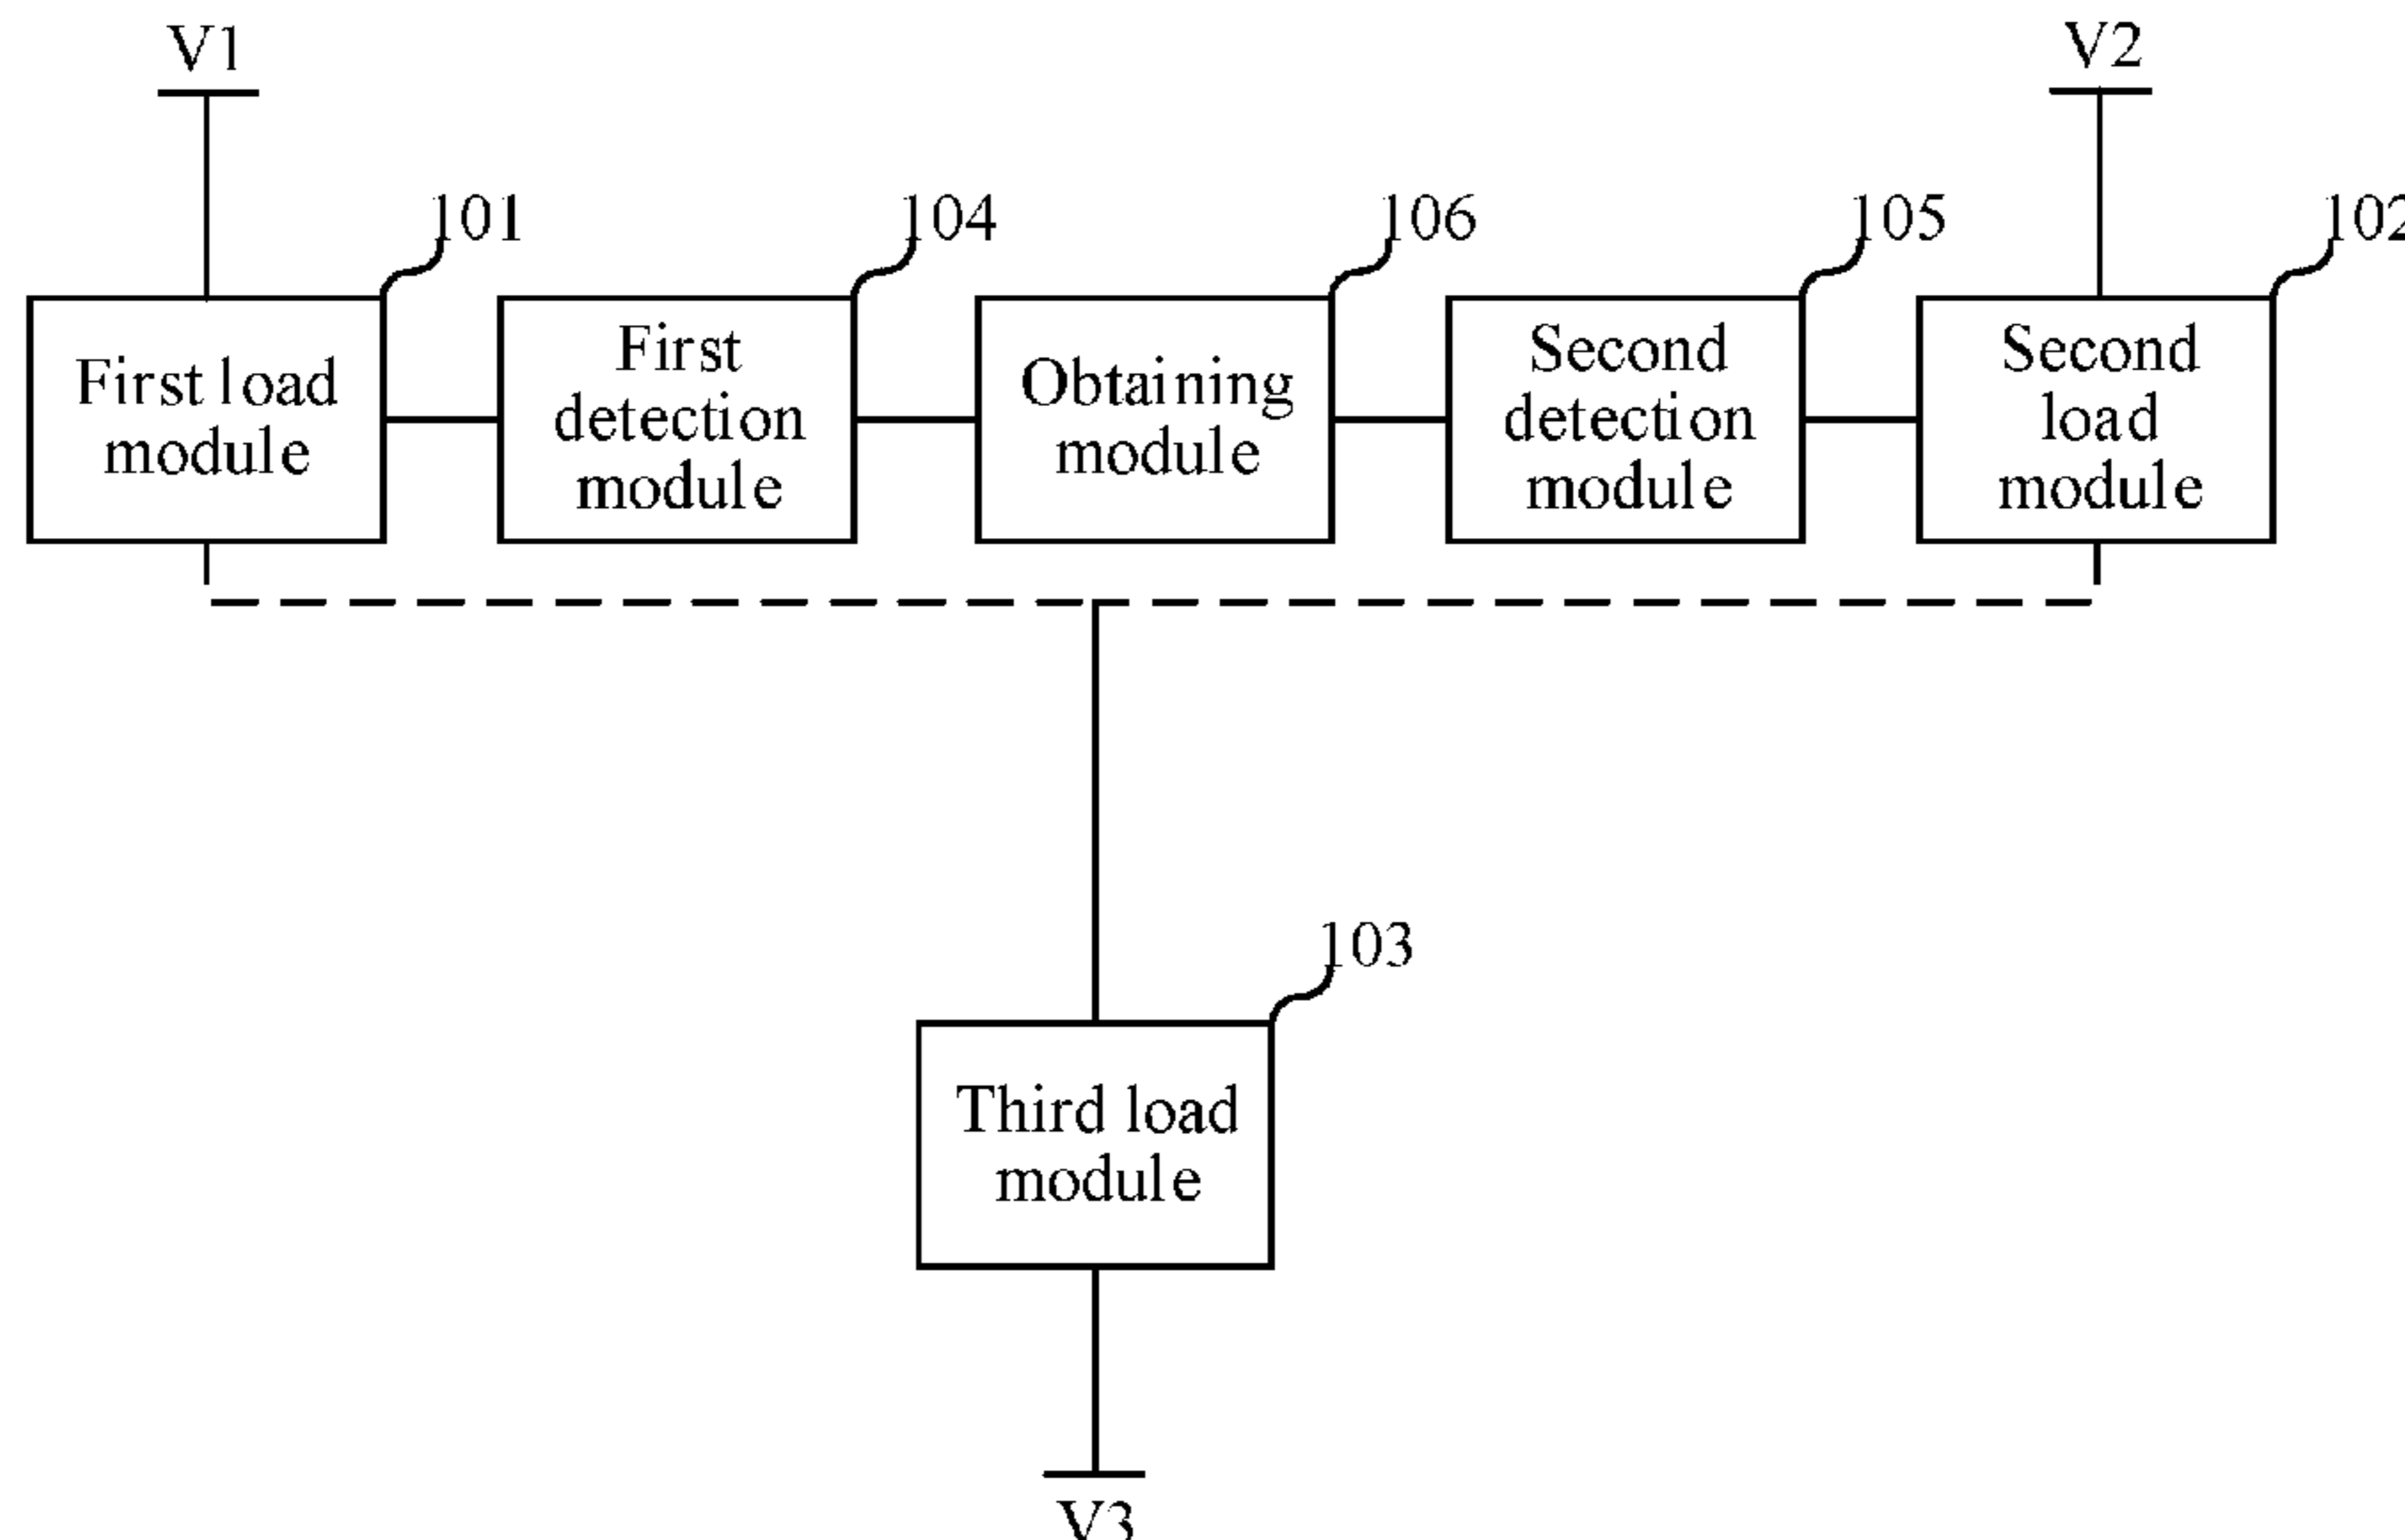 V1
V2
101
104
106
105
102
First load
module
First
detection
module
Obtaining
module
Second
detection
module
Second
load
module
103
Third load
module
V3